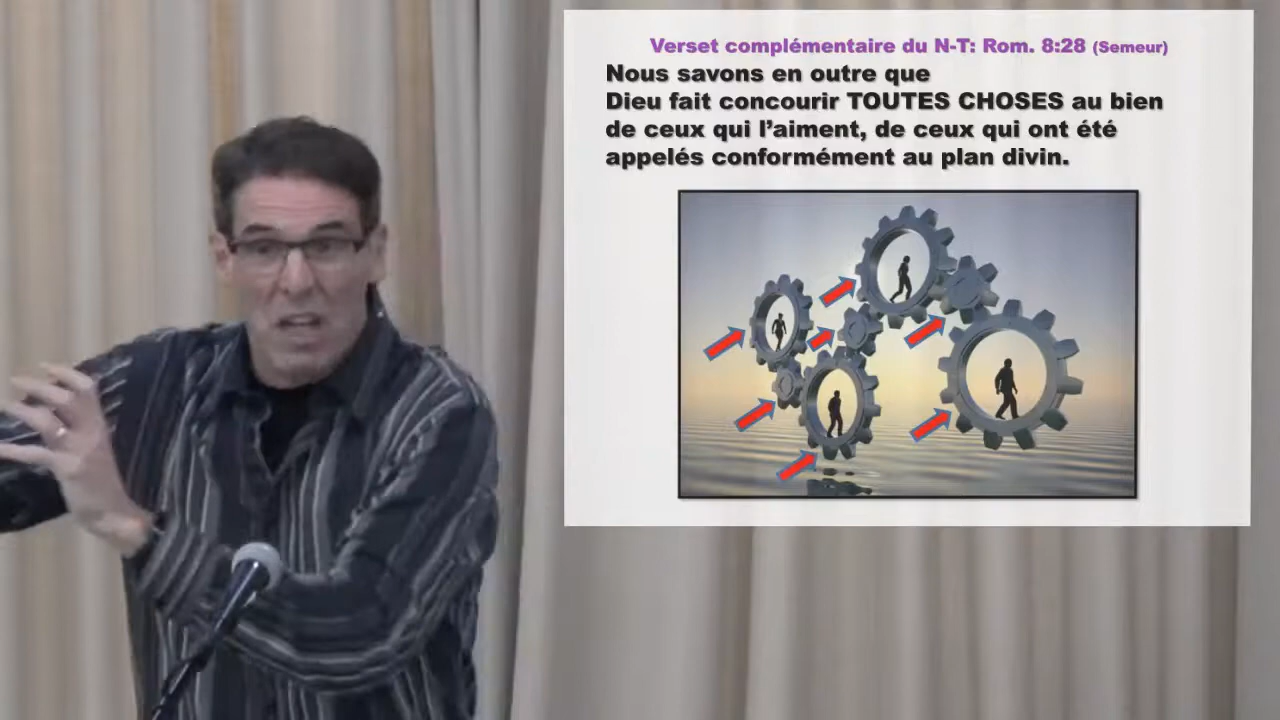 Verset complémentaire du N-T: Rom. 8:28 (Semeur)
Nous savons en outre que
Dieu fait concourir TOUTES CHOSES au bien
de ceux qui l’aiment, de ceux qui ont été
appelés conformément au plan divin.